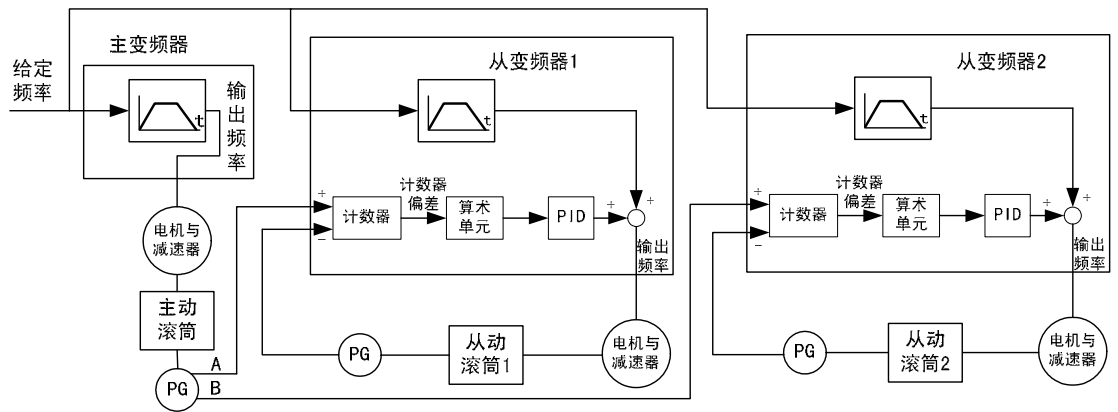 给定
频率
主变频器
t
输出频率
电机与
减速器
主动
滚筒
PG
A
B
从变频器1
t
+
-
计数器
计数器
偏差
算术
单元
PID
+
+
输出
频率
PG
从动
滚筒1
电机与
减速器
从变频器2
t
+
-
计数器
计数器
偏差
算术
单元
PID
+
+
输出
频率
PG
从动
滚筒2
电机与
减速器